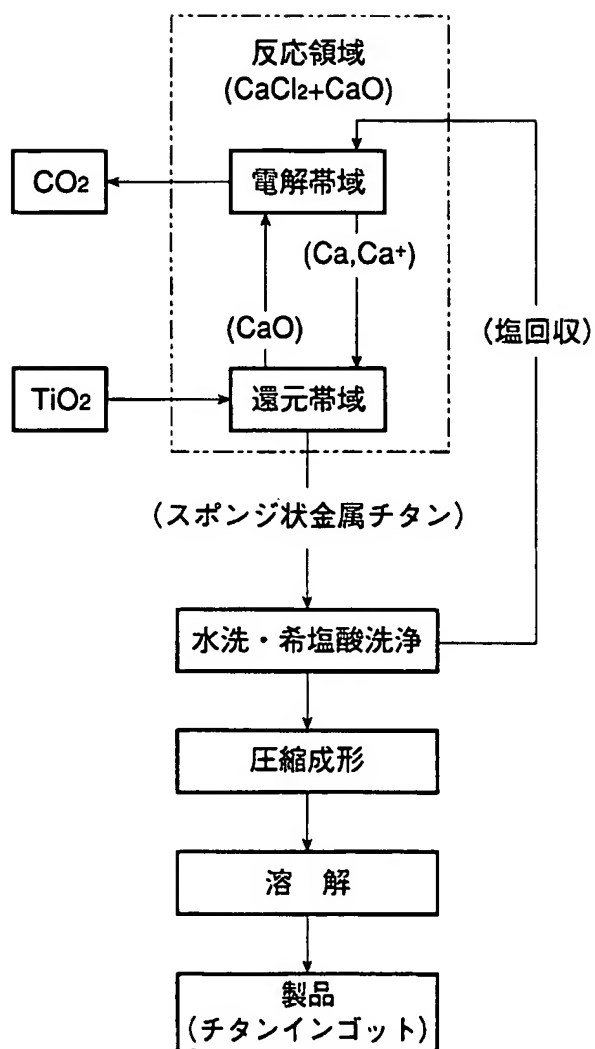 反応領域
(CaCl₂+CaO)
CO₂
電解帯域
(Ca,Ca⁺)
(CaO)
(塩回収)
TiO₂
還元帯域
(スポンジ状金属チタン)
水洗・希塩酸洗浄
圧縮成形
溶 解
製品
(チタンインゴット)